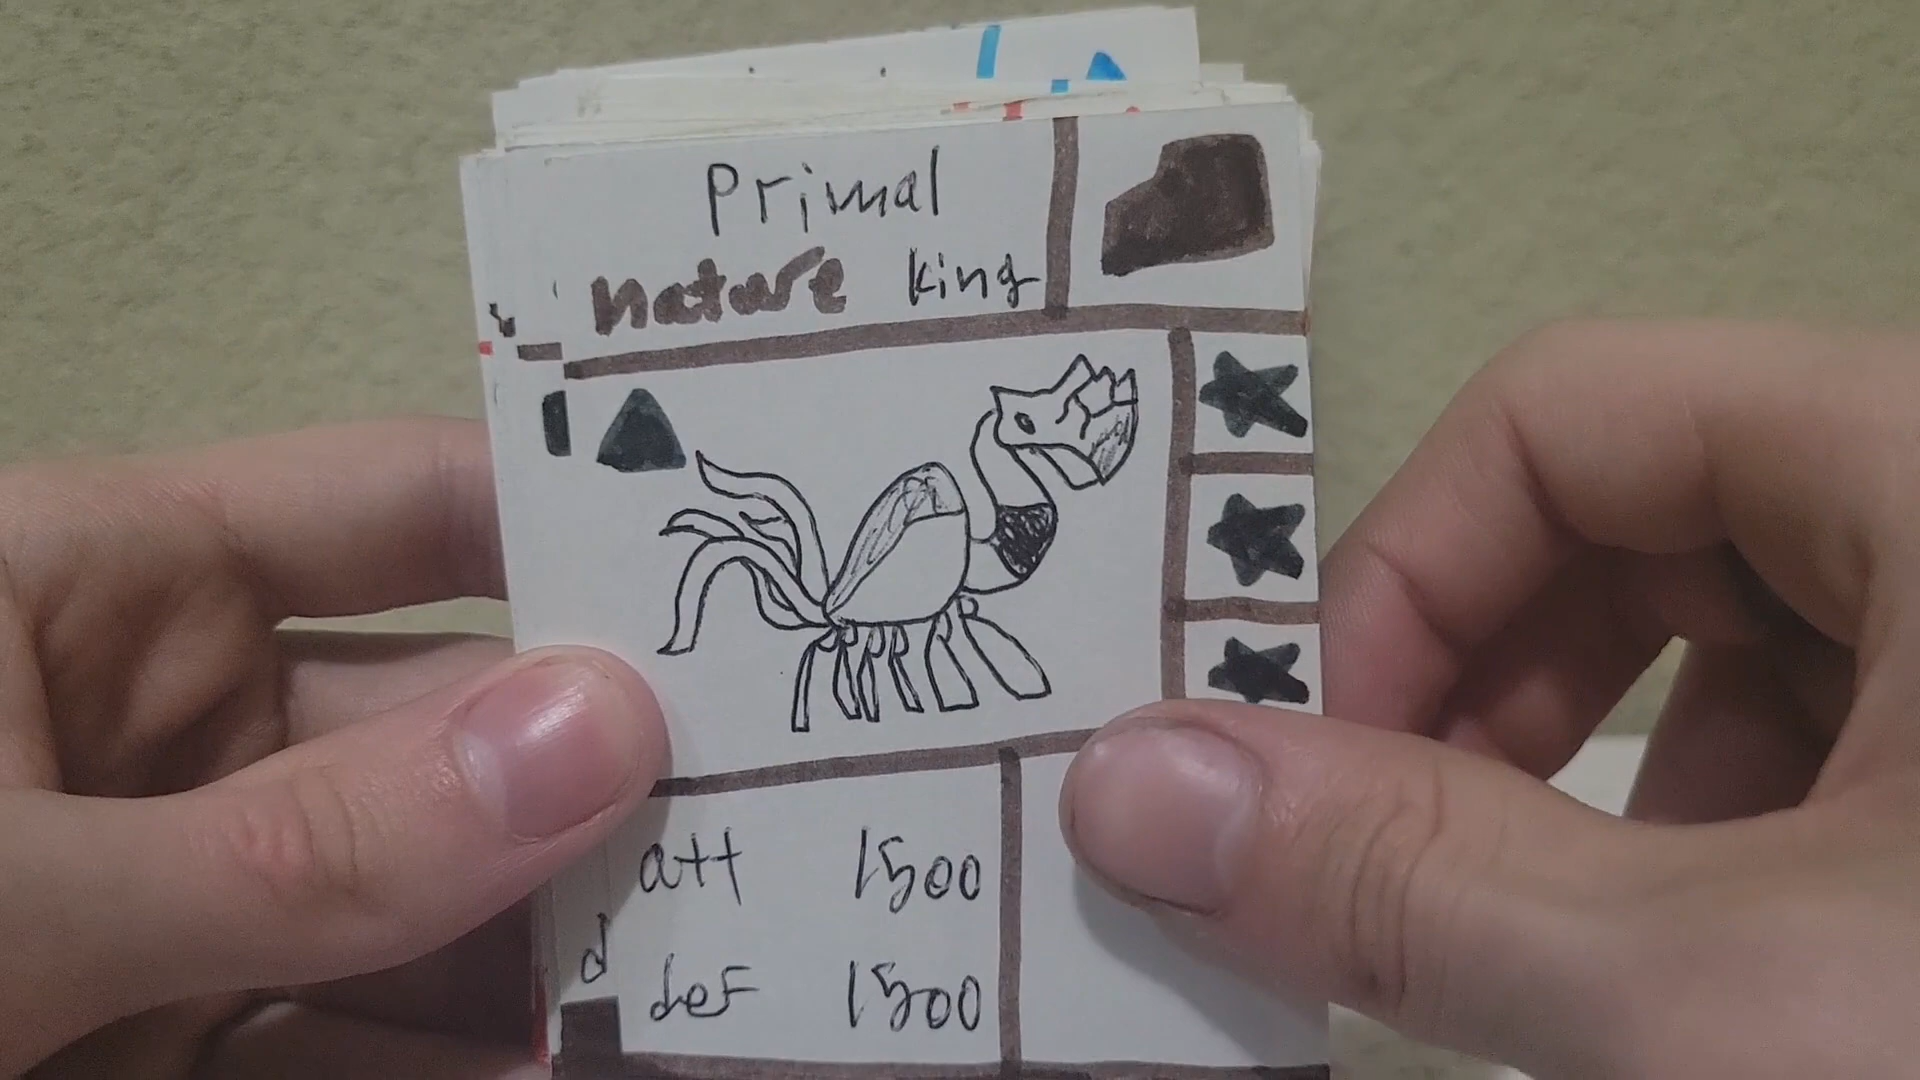 Primal
nature king
att 1500
d
deF 1500